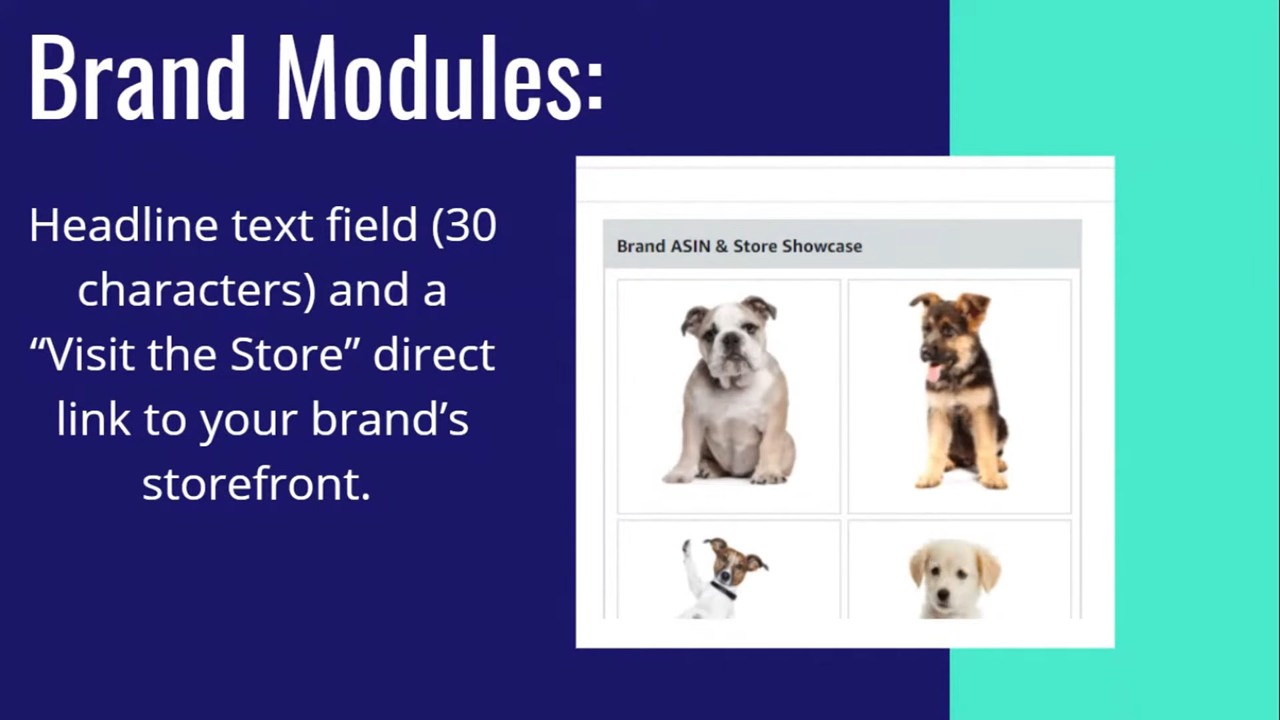 Brand Modules:
Headline text field (30
characters) and a
“Visit the Store” direct
link to your brand’s
storefront.
Brand ASIN & Store Showcase